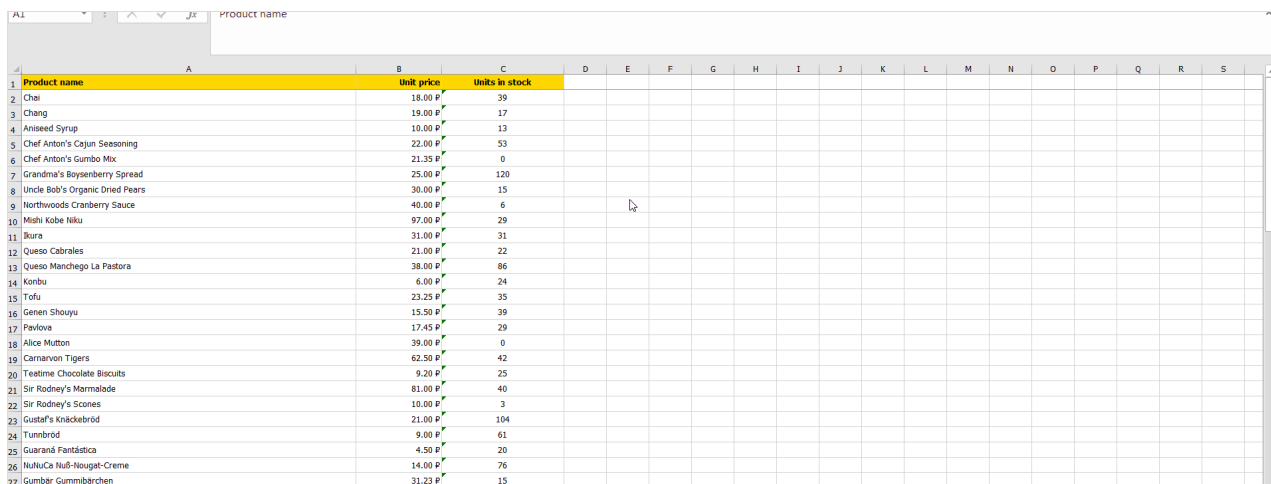 A1 fx Product name
A B C D E F G H I J K L M N O P Q R S
1 Product name Unit price Units in stock
2 Chai 18.00 ₽ 39
3 Chang 19.00 ₽ 17
4 Aniseed Syrup 10.00 ₽ 13
5 Chef Anton's Cajun Seasoning 22.00 ₽ 53
6 Chef Anton's Gumbo Mix 21.35 ₽ 0
7 Grandma's Boysenberry Spread 25.00 ₽ 120
8 Uncle Bob's Organic Dried Pears 30.00 ₽ 15
9 Northwoods Cranberry Sauce 40.00 ₽ 6
10 Mishi Kobe Niku 97.00 ₽ 29
11 Ikura 31.00 ₽ 31
12 Queso Cabrales 21.00 ₽ 22
13 Queso Manchego La Pastora 38.00 ₽ 86
14 Konbu 6.00 ₽ 24
15 Tofu 23.25 ₽ 35
16 Genen Shouyu 15.50 ₽ 39
17 Pavlova 17.45 ₽ 29
18 Alice Mutton 39.00 ₽ 0
19 Carnarvon Tigers 62.50 ₽ 42
20 Teatime Chocolate Biscuits 9.20 ₽ 25
21 Sir Rodney's Marmalade 81.00 ₽ 40
22 Sir Rodney's Scones 10.00 ₽ 3
23 Gustaf's Knäckebröd 21.00 ₽ 104
24 Tunnbröd 9.00 ₽ 61
25 Guaraná Fantástica 4.50 ₽ 20
26 NuNuCa Nuß-Nougat-Creme 14.00 ₽ 76
27 Gumbär Gummibärchen 31.23 ₽ 15